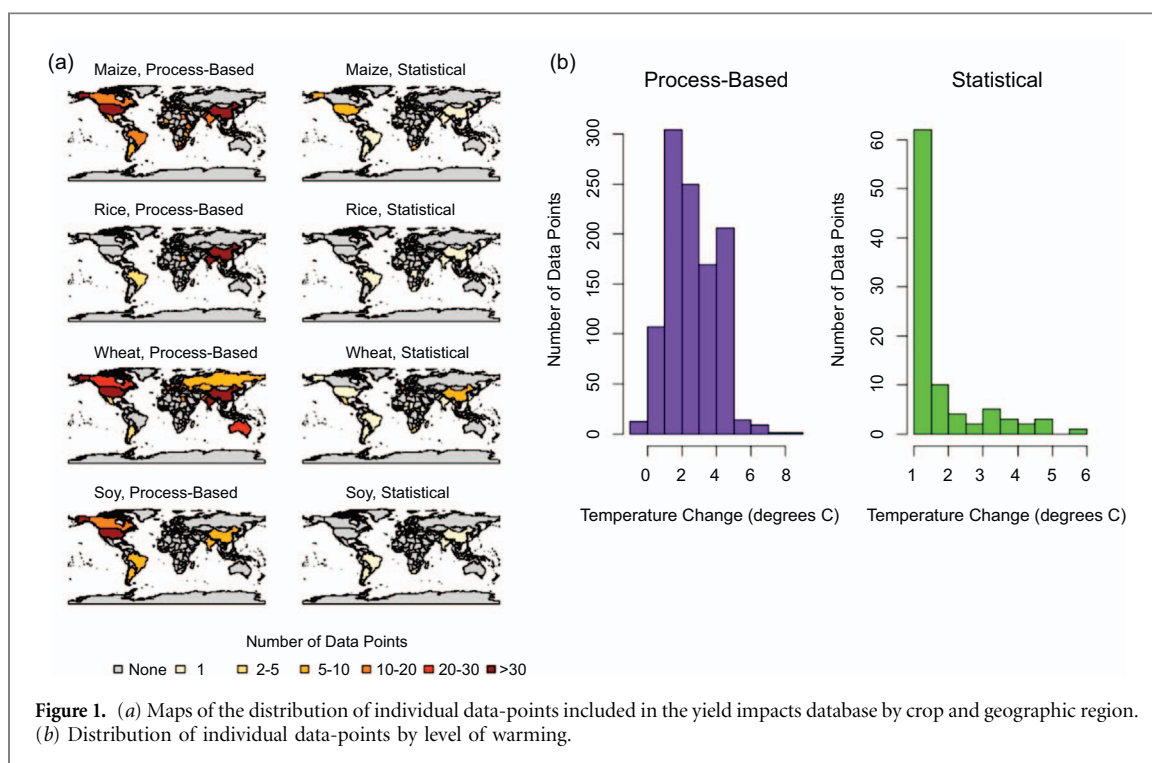 (a)
Maize, Process-Based
Maize, Statistical
Rice, Process-Based
Rice, Statistical
Wheat, Process-Based
Wheat, Statistical
Soy, Process-Based
Soy, Statistical
Number of Data Points
None 1 2-5 5-10 10-20 20-30 >30
(b)
Process-Based
Number of Data Points
0 50 100 150 200 250 300
0 2 4 6 8
Temperature Change (degrees C)
Statistical
Number of Data Points
0 10 20 30 40 50 60
1 2 3 4 5 6
Temperature Change (degrees C)
Figure 1. (a) Maps of the distribution of individual data-points included in the yield impacts database by crop and geographic region.
(b) Distribution of individual data-points by level of warming.